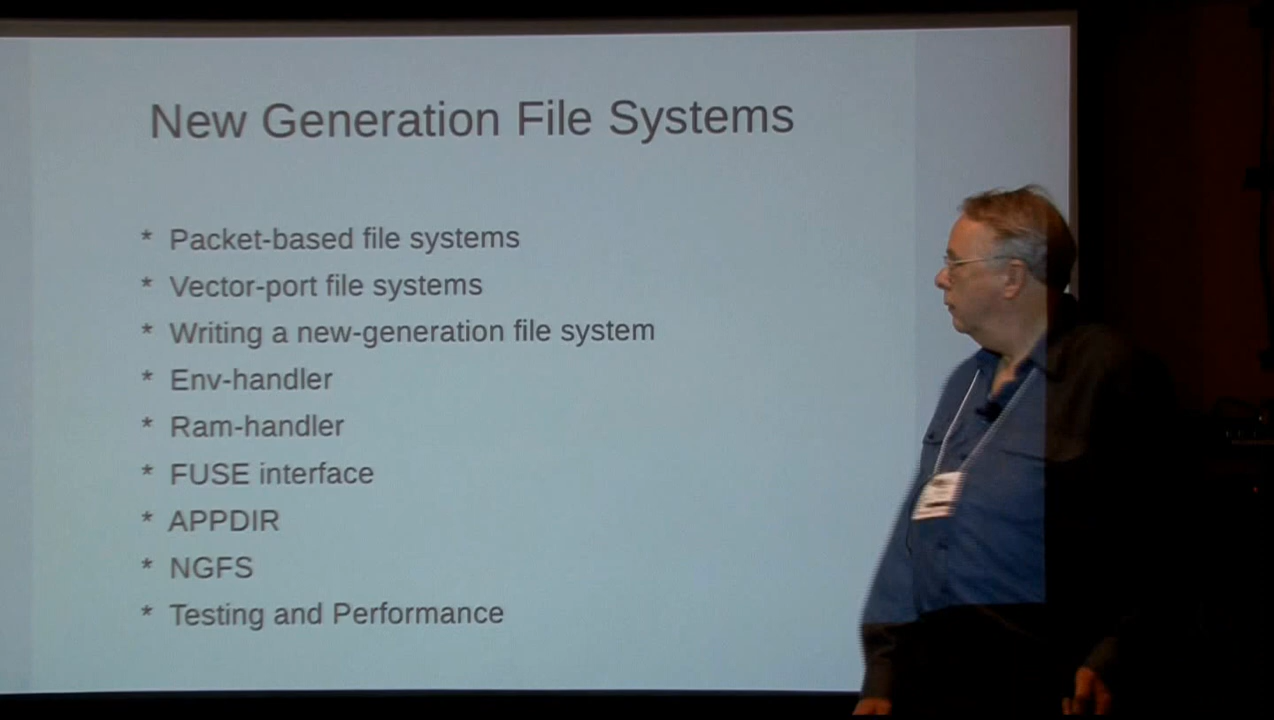 New Generation File Systems
* Packet-based file systems
* Vector-port file systems
* Writing a new-generation file system
* Env-handler
* Ram-handler
* FUSE interface
* APPDIR
* NGFS
* Testing and Performance